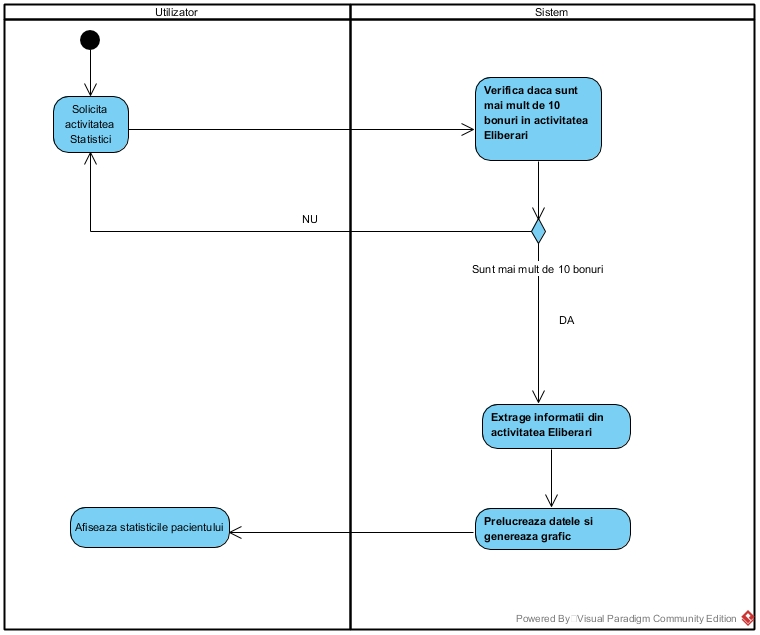 Utilizator
Sistem
Solicita
activitatea
Statistici
Verifica daca sunt
mai mult de 10
bonuri in activitatea
Eliberari
NU
Sunt mai mult de 10 bonuri
DA
Extrage informatii din
activitatea Eliberari
Afiseaza statisticile pacientului
Prelucreaza datele si
genereaza grafic
Powered By Visual Paradigm Community Edition